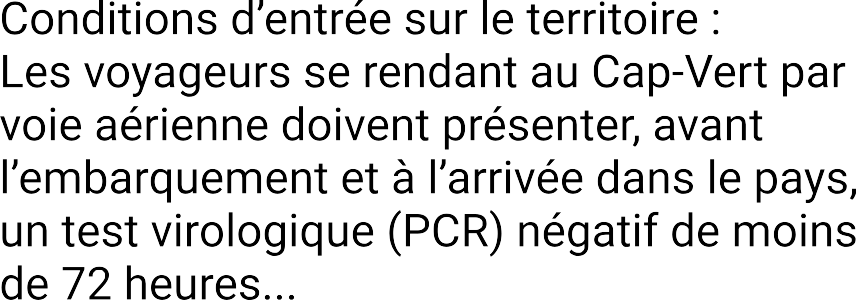 Conditions d’entrée sur le territoire :
Les voyageurs se rendant au Cap-Vert par
voie aérienne doivent présenter, avant
l’embarquement et à l’arrivée dans le pays,
un test virologique (PCR) négatif de moins
de 72 heures...